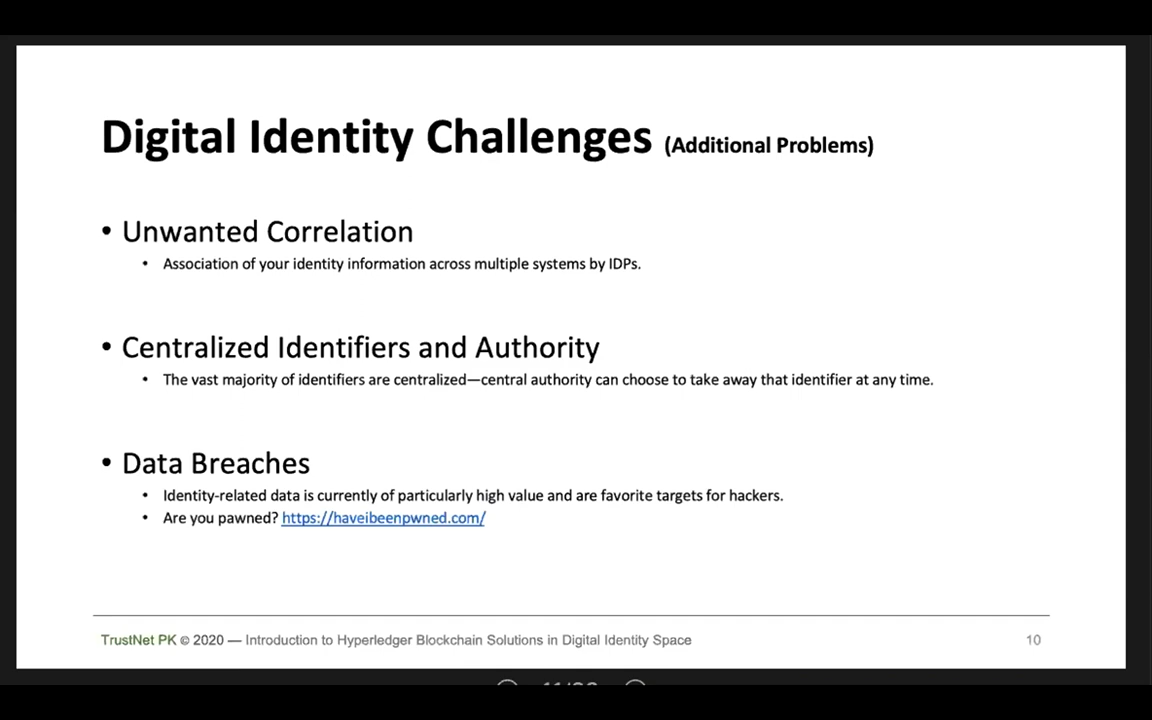 Digital Identity Challenges (Additional Problems)
• Unwanted Correlation
• Association of your identity information across multiple systems by IDPs.
• Centralized Identifiers and Authority
• The vast majority of identifiers are centralized—central authority can choose to take away that identifier at any time.
• Data Breaches
• Identity-related data is currently of particularly high value and are favorite targets for hackers.
• Are you pawned? https://haveibeenpwned.com/
TrustNet PK © 2020 — Introduction to Hyperledger Blockchain Solutions in Digital Identity Space 10